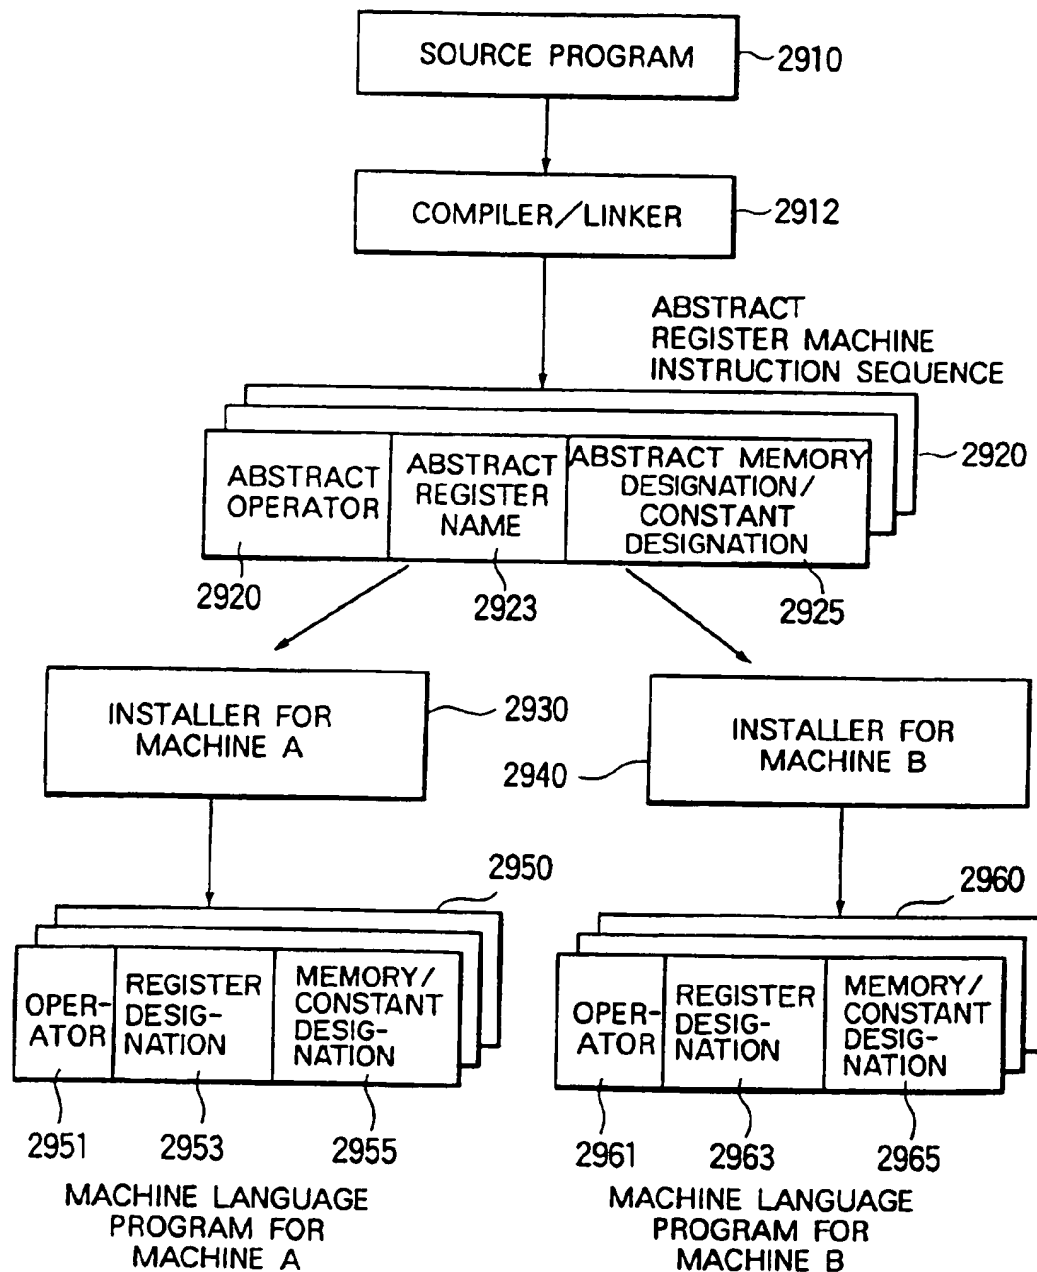 SOURCE PROGRAM
2910
COMPILER/LINKER
2912
ABSTRACT
REGISTER MACHINE
INSTRUCTION SEQUENCE
2920
ABSTRACT
OPERATOR
ABSTRACT
REGISTER
NAME
ABSTRACT MEMORY
DESIGNATION/
CONSTANT
DESIGNATION
2920
2923
2925
INSTALLER FOR
MACHINE A
2930
INSTALLER FOR
MACHINE B
2940
2950
OPER-
ATOR
REGISTER
DESIG-
NATION
MEMORY/
CONSTANT
DESIG-
NATION
2951
2953
2955
MACHINE LANGUAGE
PROGRAM FOR
MACHINE A
2960
OPER-
ATOR
REGISTER
DESIG-
NATION
MEMORY/
CONSTANT
DESIG-
NATION
2961
2963
2965
MACHINE LANGUAGE
PROGRAM FOR
MACHINE B